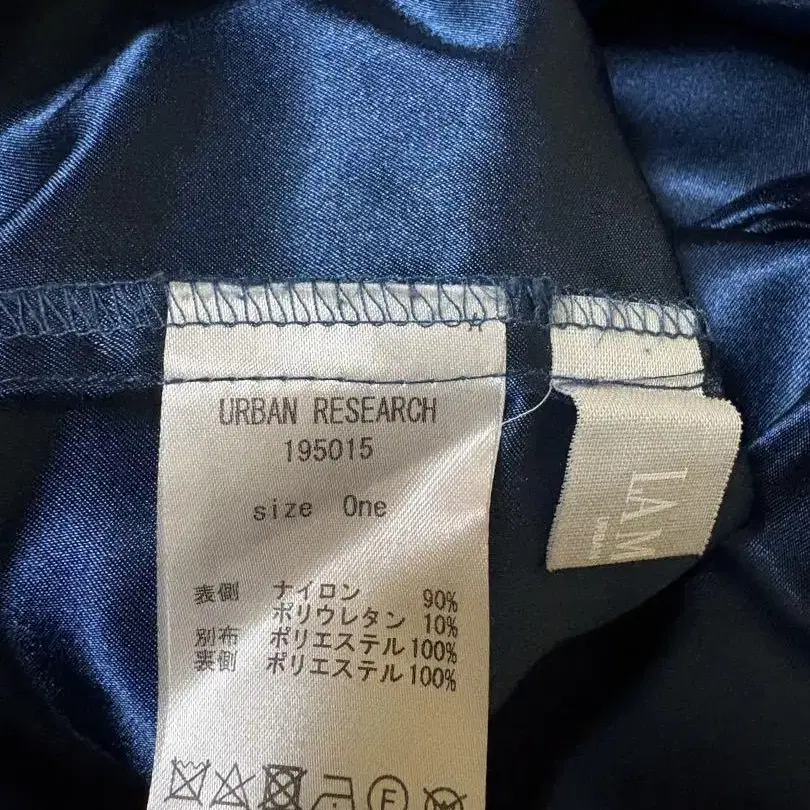 URBAN RESEARCH
195015
size One
表側 ナイロン 90%
ポリウレタン 10%
別布 ポリエステル 100%
裏側 ポリエステル 100%
LAM